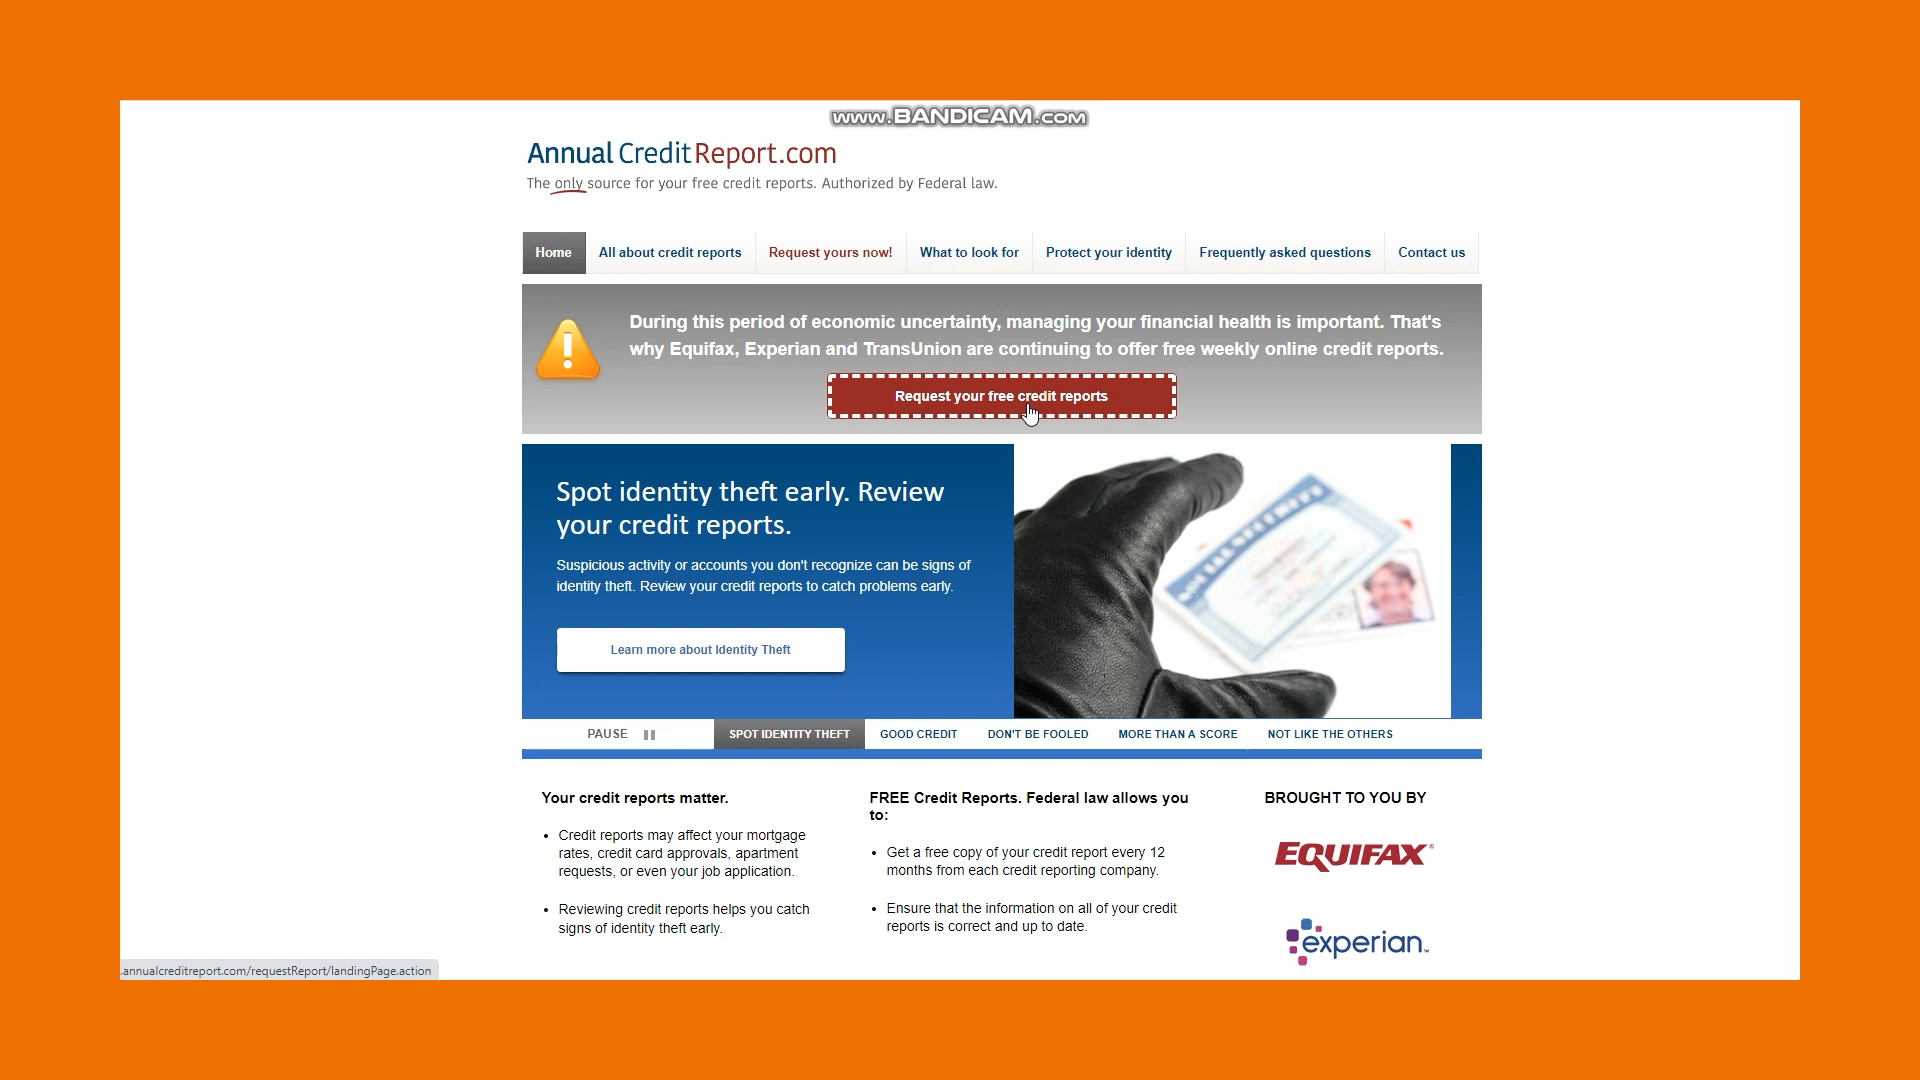 www.BANDICAM.com
AnnualCreditReport.com
The only source for your free credit reports. Authorized by Federal law.
Home
All about credit reports
Request yours now!
What to look for
Protect your identity
Frequently asked questions
Contact us
During this period of economic uncertainty, managing your financial health is important. That's
why Equifax, Experian and TransUnion are continuing to offer free weekly online credit reports.
Request your free credit reports
Spot identity theft early. Review
your credit reports.
Suspicious activity or accounts you don't recognize can be signs of
identity theft. Review your credit reports to catch problems early.
Learn more about Identity Theft
SOCIAL SECURITY
PAUSE
SPOT IDENTITY THEFT
GOOD CREDIT
DON'T BE FOOLED
MORE THAN A SCORE
NOT LIKE THE OTHERS
Your credit reports matter.
• Credit reports may affect your mortgage
rates, credit card approvals, apartment
requests, or even your job application.
• Reviewing credit reports helps you catch
signs of identity theft early.
FREE Credit Reports. Federal law allows you
to:
• Get a free copy of your credit report every 12
months from each credit reporting company.
• Ensure that the information on all of your credit
reports is correct and up to date.
BROUGHT TO YOU BY
EQUIFAX®
experian™
.annualcreditreport.com/requestReport/landingPage.action